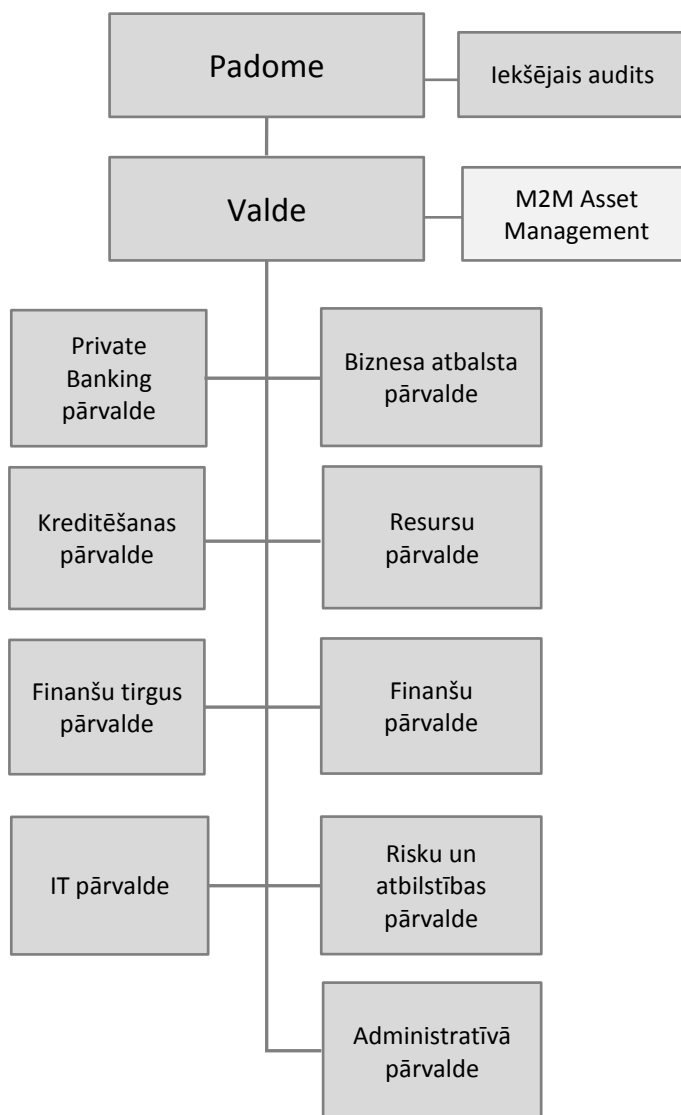 Padome
Iekšējais audits
Valde
M2M Asset
Management
Private
Banking
pārvalde
Biznesa atbalsta
pārvalde
Kreditēšanas
pārvalde
Resursu
pārvalde
Finanšu tirgus
pārvalde
Finanšu
pārvalde
IT pārvalde
Risku un
atbilstības
pārvalde
Administratīvā
pārvalde